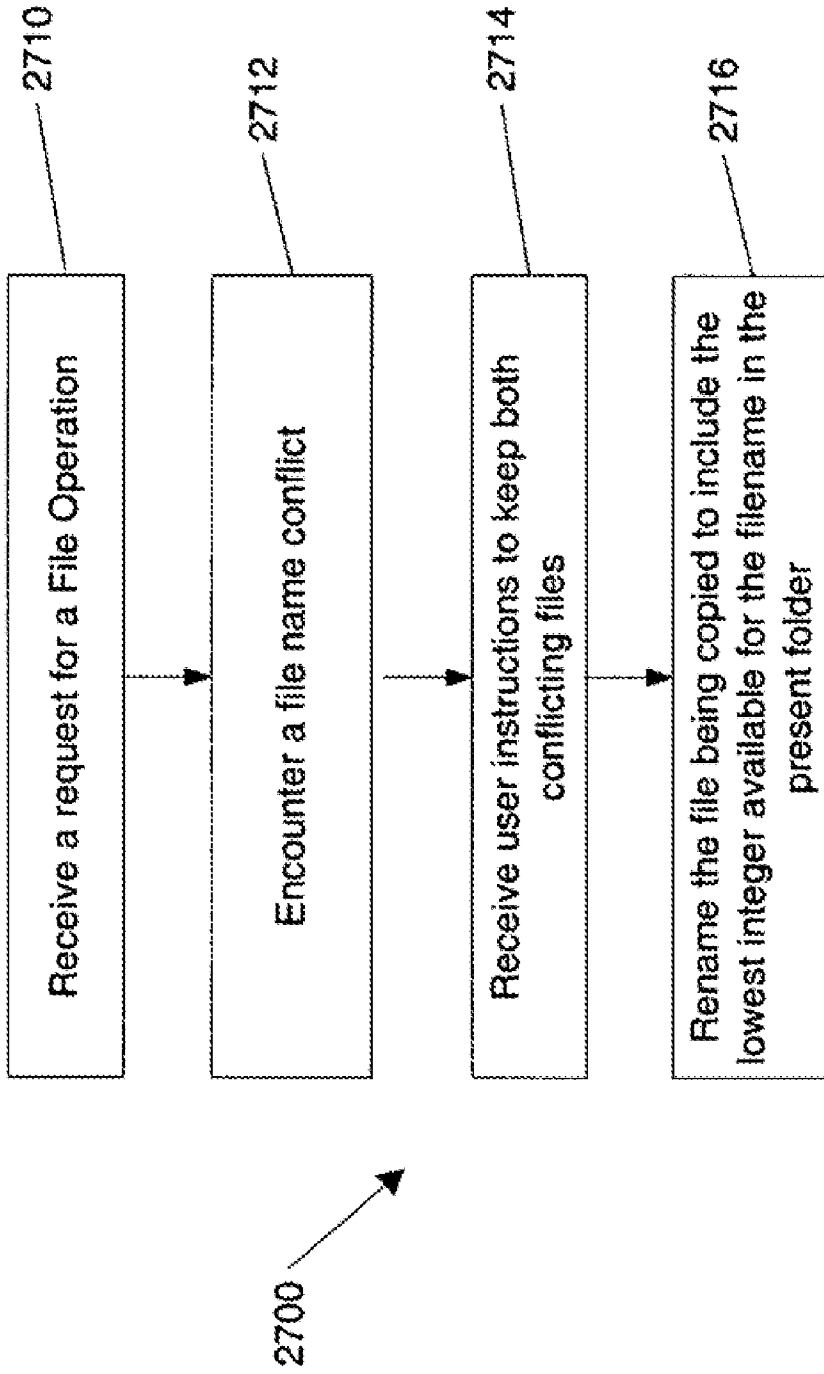 2700
Receive a request for a File Operation
2710
Encounter a file name conflict
2712
Receive user instructions to keep both
conflicting files
2714
Rename the file being copied to include the
lowest integer available for the filename in the
present folder
2716